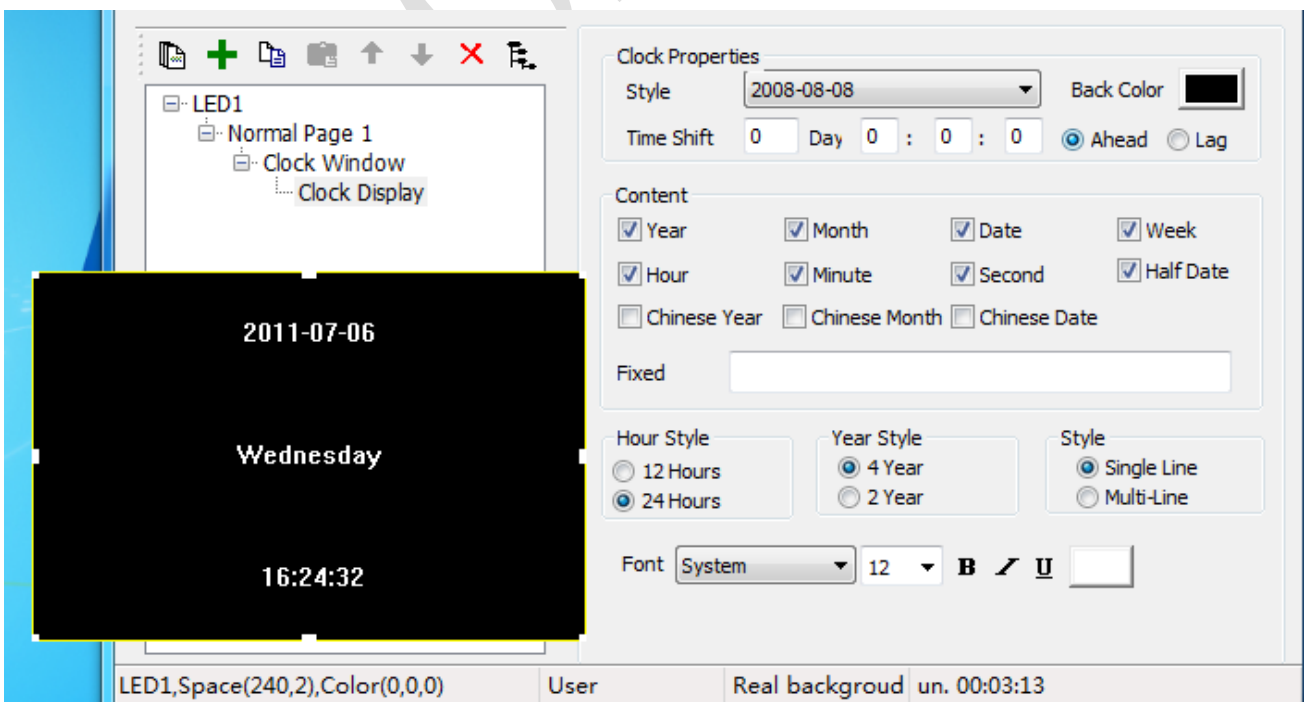 Clock Properties
Style 2008-08-08 Back Color
Time Shift 0 Day 0 : 0 : 0 Ahead Lag
LED1
Normal Page 1
Clock Window
Clock Display
Content
Year Month Date Week
Hour Minute Second Half Date
Chinese Year Chinese Month Chinese Date
Fixed
2011-07-06
Wednesday
16:24:32
Hour Style Year Style Style
12 Hours 4 Year Single Line
24 Hours 2 Year Multi-Line
Font System 12 B I U
LED1,Space(240,2),Color(0,0,0) User Real backgroud un. 00:03:13